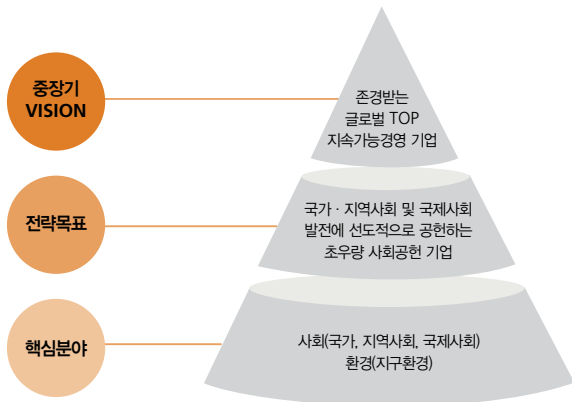 중장기
VISION
존경받는
글로벌 TOP
지속가능경영 기업
전략목표
국가 · 지역사회 및 국제사회
발전에 선도적으로 공헌하는
초우량 사회공헌 기업
핵심분야
사회(국가, 지역사회, 국제사회)
환경(지구환경)